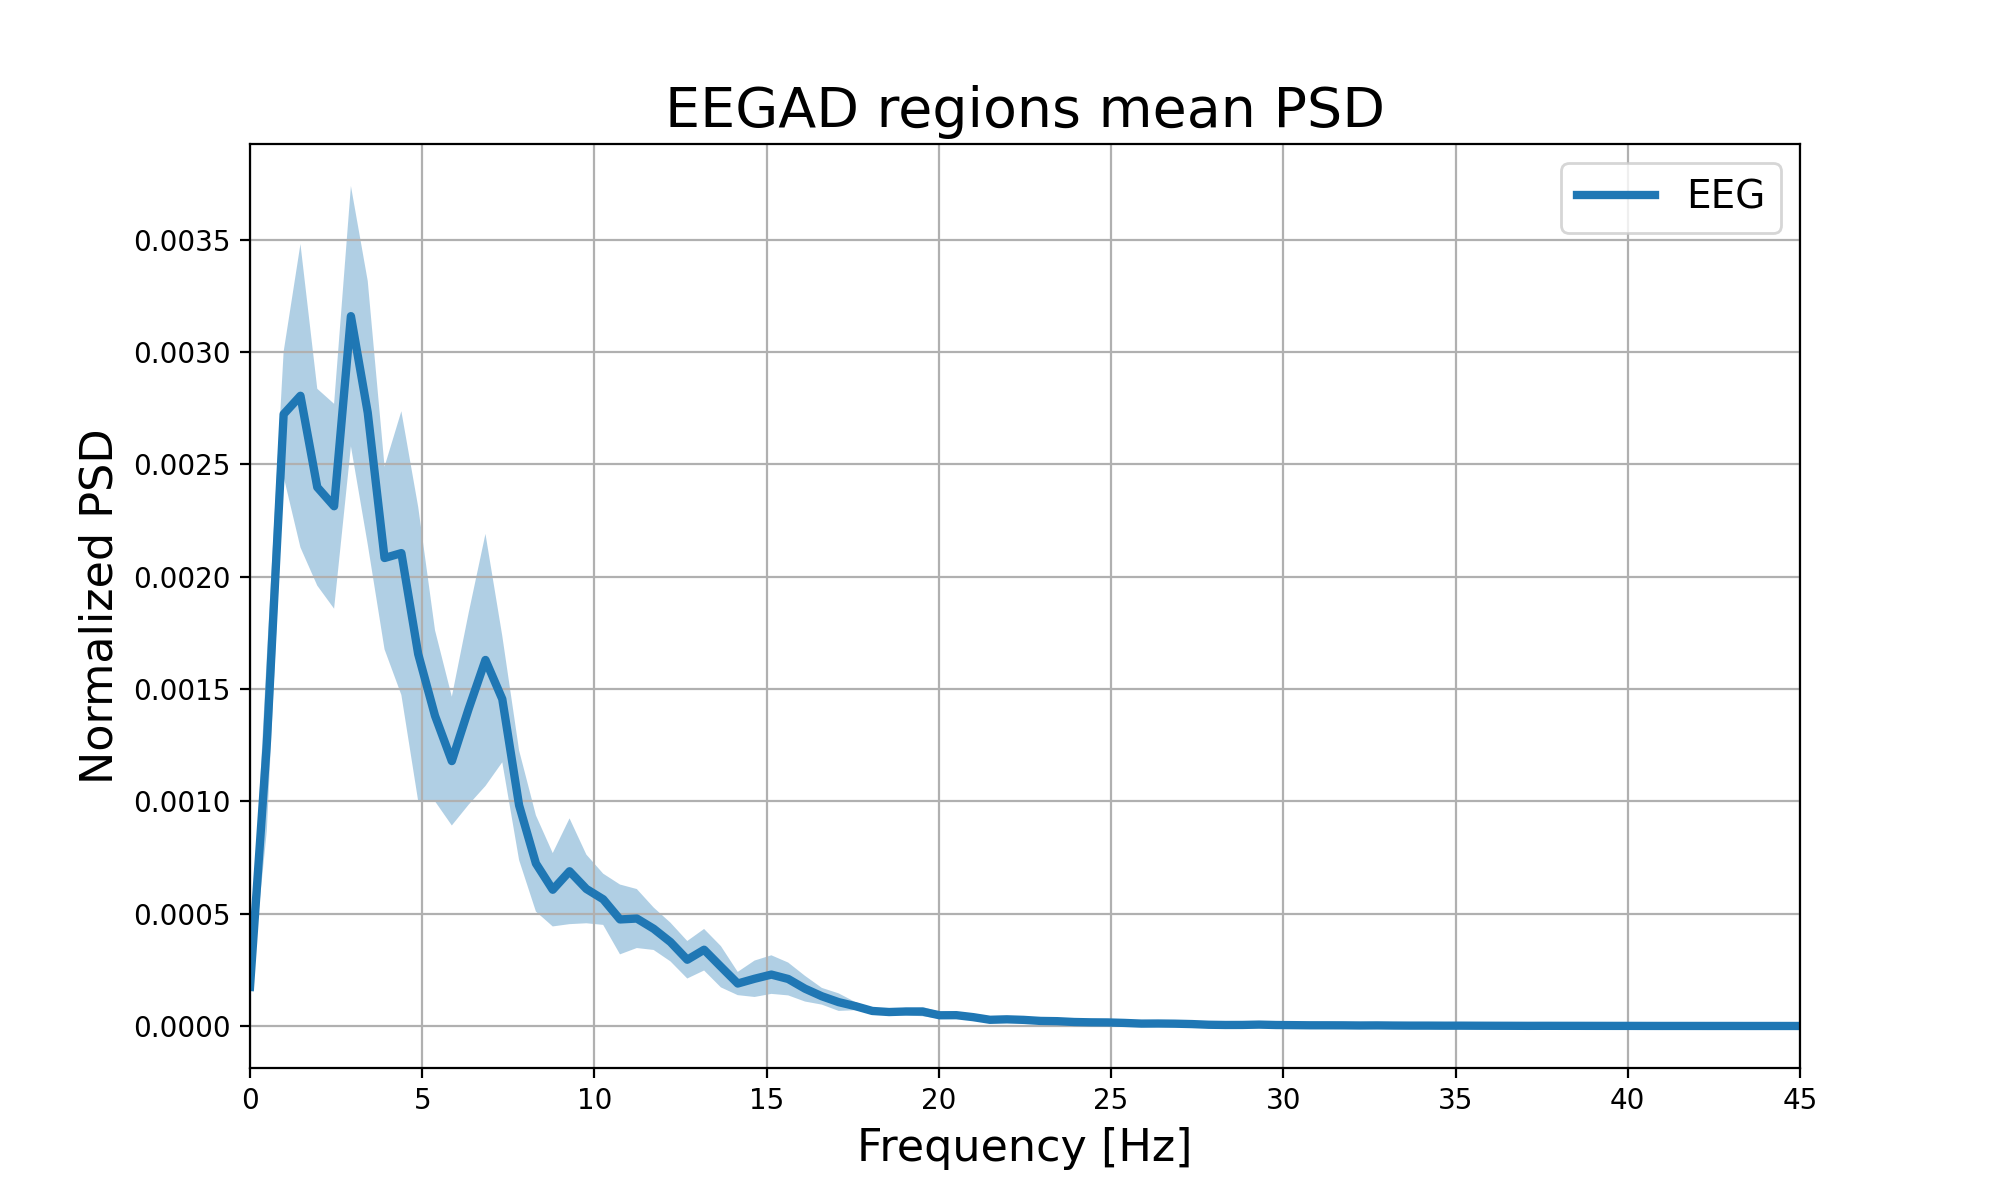 EEGAD regions mean PSD
EEG
Normalized PSD
0.0035
0.0030
0.0025
0.0020
0.0015
0.0010
0.0005
0.0000
0 5 10 15 20 25 30 35 40 45
Frequency [Hz]